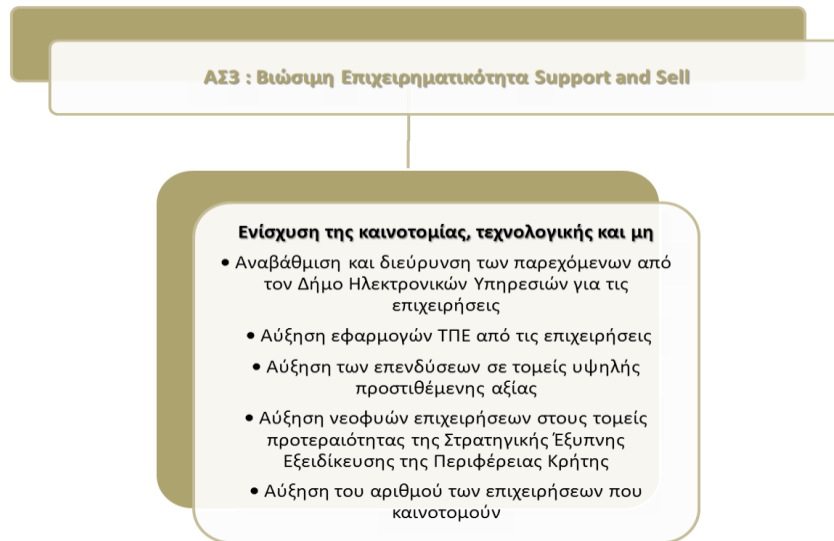 ΑΣ3 : Βιώσιμη Επιχειρηματικότητα Support and Sell
Ενίσχυση της καινοτομίας, τεχνολογικής και μη
• Αναβάθμιση και διεύρυνση των παρεχόμενων από
τον Δήμο Ηλεκτρονικών Υπηρεσιών για τις
επιχειρήσεις
• Αύξηση εφαρμογών ΤΠΕ από τις επιχειρήσεις
• Αύξηση των επενδύσεων σε τομείς υψηλής
προστιθέμενης αξίας
• Αύξηση νεοφυών επιχειρήσεων στους τομείς
προτεραιότητας της Στρατηγικής Έξυπνης
Εξειδίκευσης της Περιφέρειας Κρήτης
• Αύξηση του αριθμού των επιχειρήσεων που
καινοτομούν